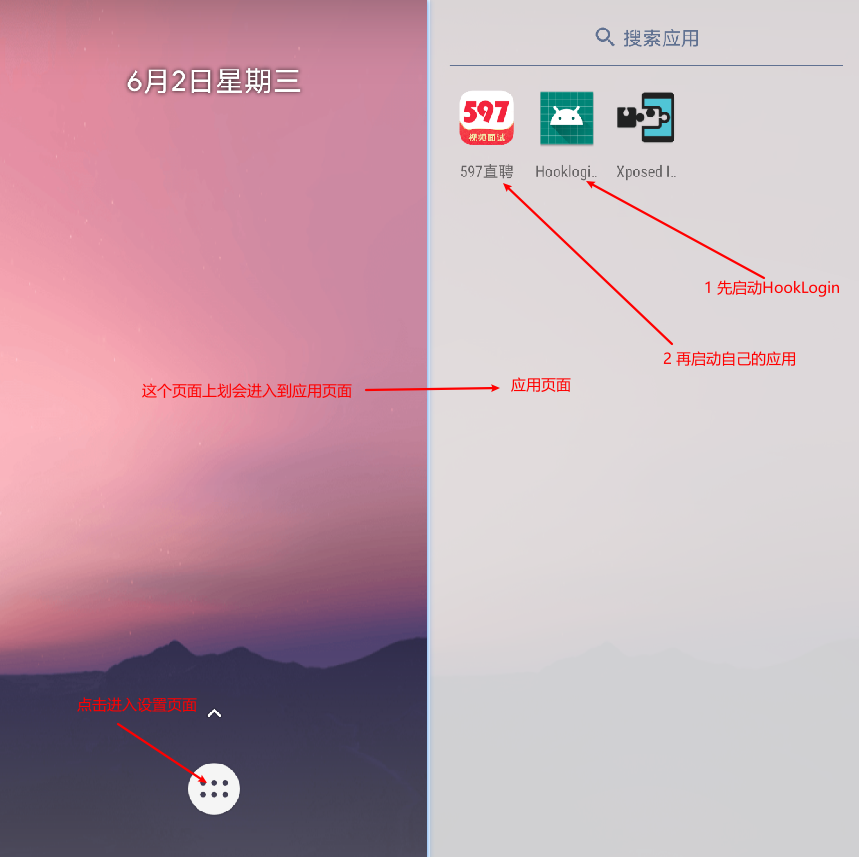 6月2日星期三
搜索应用
597
视频面试
597直聘
Hooklogi..
Xposed I..
1 先启动HookLogin
2 再启动自己的应用
这个页面上划会进入到应用页面
应用页面
点击进入设置页面